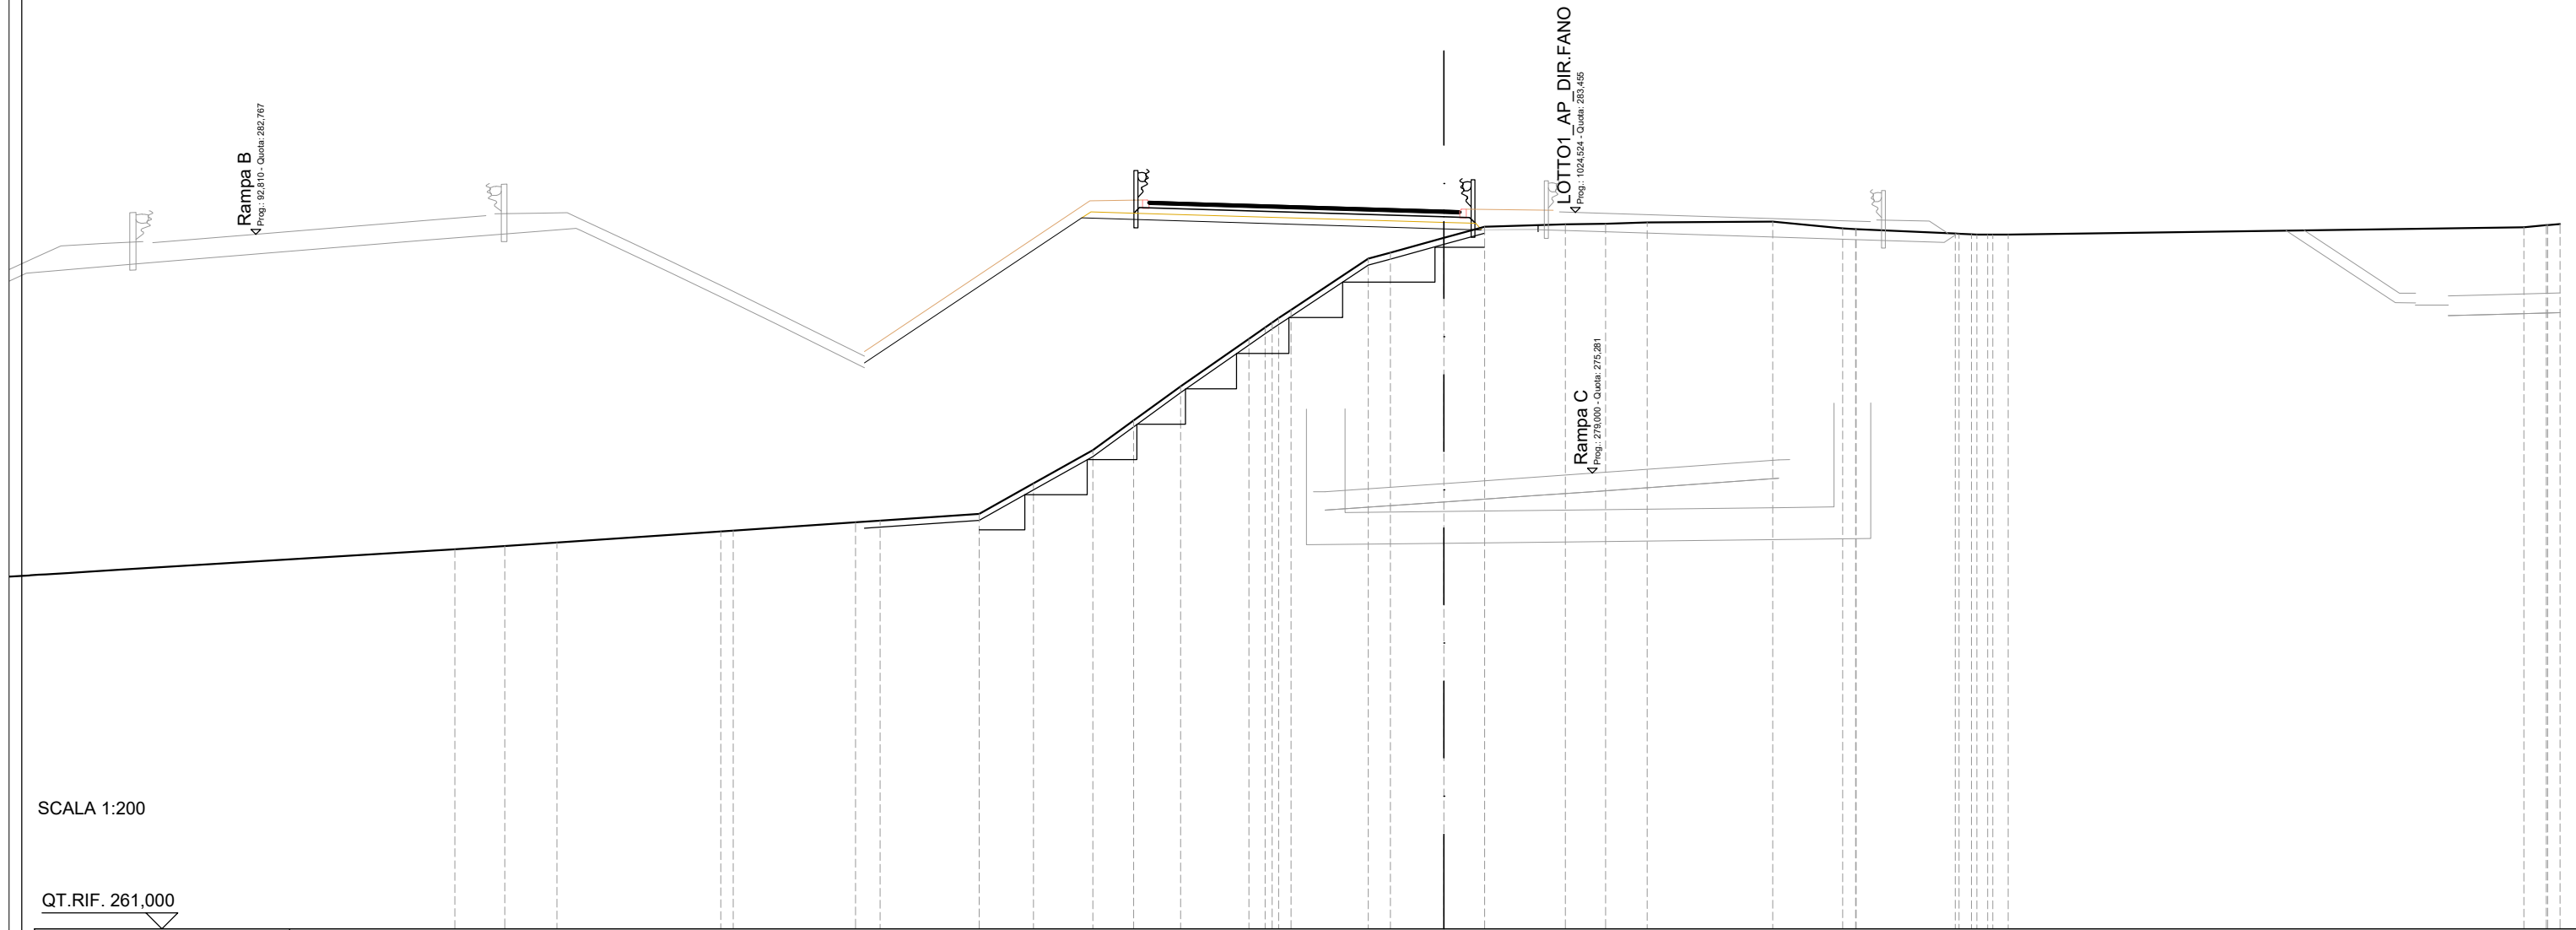 LOTTO1_AP_DIR.FANO
Prog.: 1024,524 - Quota: 283,455
Rampa B
Prog.: 92,810 - Quota: 282,767
Rampa C
Prog.: 279,000 - Quota: 275,281
SCALA 1:200
QT.RIF. 261,000